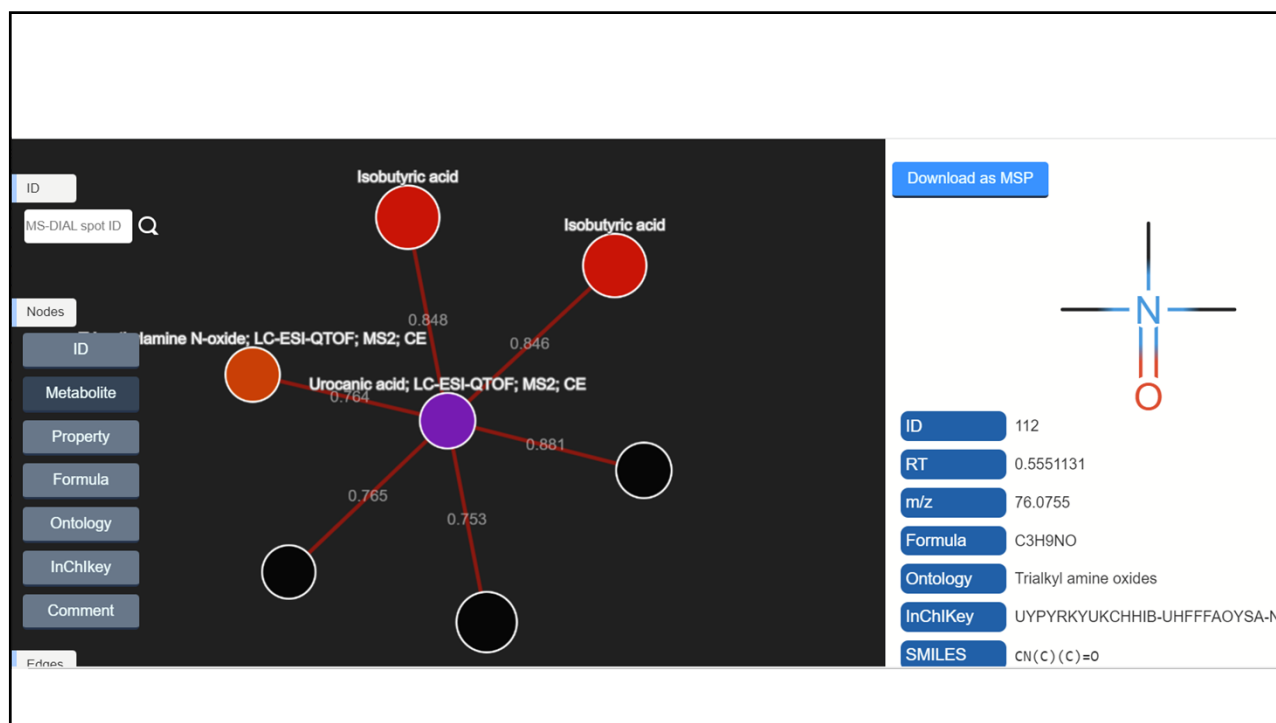 ID
MS-DIAL spot ID
Nodes
ID
Metabolite
Property
Formula
Ontology
InChIkey
Comment
Edges
Isobutyric acid
Isobutyric acid
0.848
0.846
amine N-oxide; LC-ESI-QTOF; MS2; CE
Urocanic acid; LC-ESI-QTOF; MS2; CE
0.764
0.881
0.765
0.753
Download as MSP
N
O
ID 112
RT 0.5551131
m/z 76.0755
Formula C3H9NO
Ontology Trialkyl amine oxides
InChIKey UYPYRKYUKCHHIB-UHFFFAOYSA-N
SMILES CN(C)(C)=O